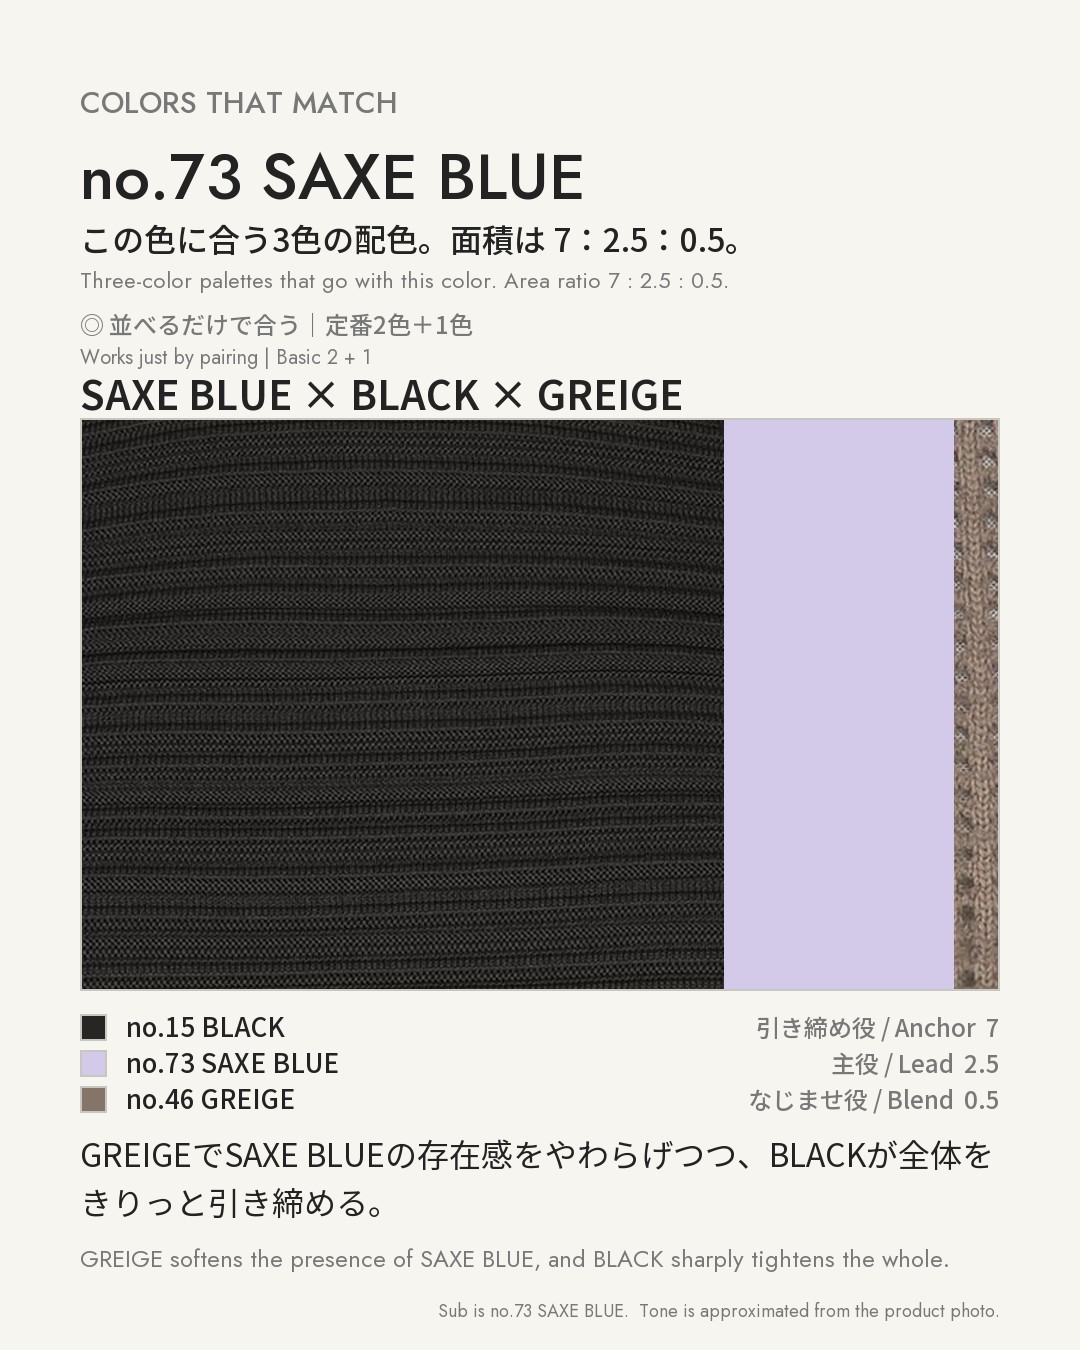 COLORS THAT MATCH
no.73 SAXE BLUE
この色に合う3色の配色。面積は 7：2.5：0.5。
Three-color palettes that go with this color. Area ratio 7 : 2.5 : 0.5.
◎ 並べるだけで合う｜定番2色＋1色
Works just by pairing | Basic 2 + 1
SAXE BLUE × BLACK × GREIGE
no.15 BLACK 引き締め役 / Anchor 7
no.73 SAXE BLUE 主役 / Lead 2.5
no.46 GREIGE なじませ役 / Blend 0.5
GREIGEでSAXE BLUEの存在感をやわらげつつ、BLACKが全体を
きりっと引き締める。
GREIGE softens the presence of SAXE BLUE, and BLACK sharply tightens the whole.
Sub is no.73 SAXE BLUE. Tone is approximated from the product photo.